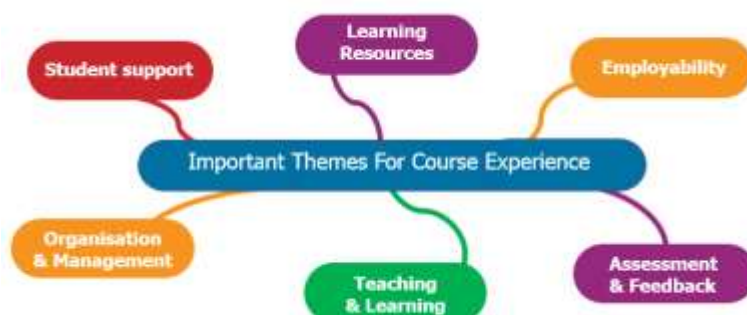 Learning
Resources
Student support
Employability
Important Themes For Course Experience
Organisation
& Management
Teaching
& Learning
Assessment
& Feedback